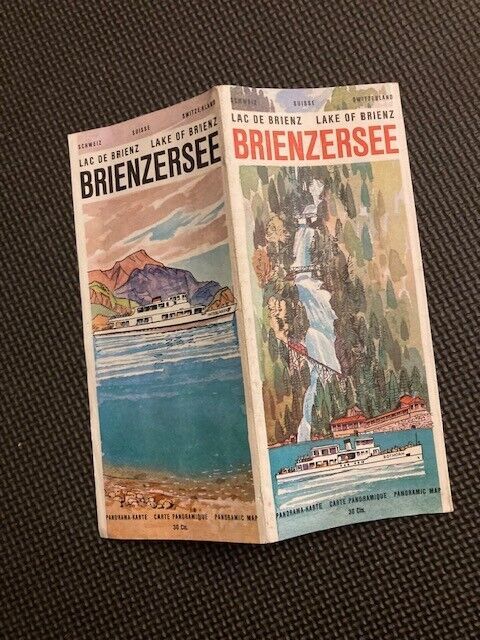 SCHWEIZ SUISSE SWITZERLAND
LAC DE BRIENZ LAKE OF BRIENZ
BRIENZERSEE
PANORAMA-KARTE CARTE PANORAMIQUE PANORAMIC MAP
30 Cts.
SCHWEIZ SUISSE SWITZERLAND
LAC DE BRIENZ LAKE OF BRIENZ
BRIENZERSEE
ROTHORN
PANORAMA-KARTE CARTE PANORAMIQUE PANORAMIC MAP
30 Cts.